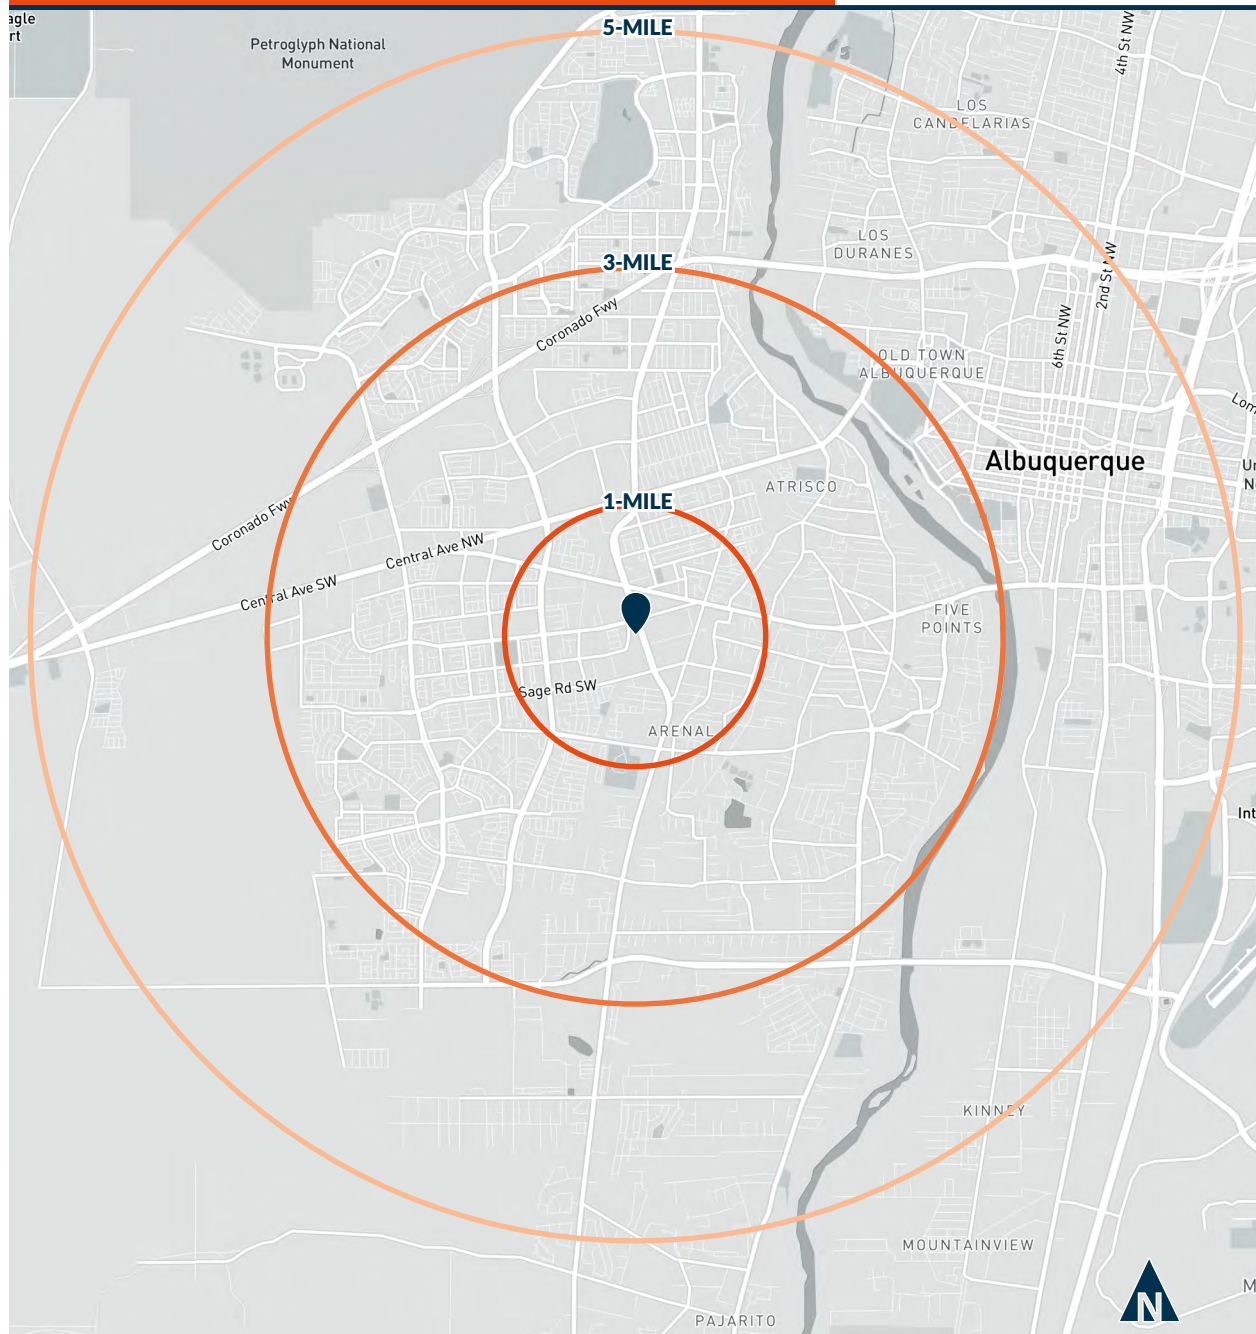 agle
rt
5-MILE
Petroglyph National
Monument
4th St NW
LOS
CANDELARIAS
LOS
DURANES
2nd St NW
3-MILE
Coronado Fwy
6th St NW
OLD TOWN
ALBUQUERQUE
Lom
Albuquerque
Un
N
ATRISCO
1-MILE
Coronado Fwy
Central Ave NW
Central Ave SW
FIVE
POINTS
Sage Rd SW
ARENAL
Int
KINNEY
MOUNTAINVIEW
M
N
PAJARITO